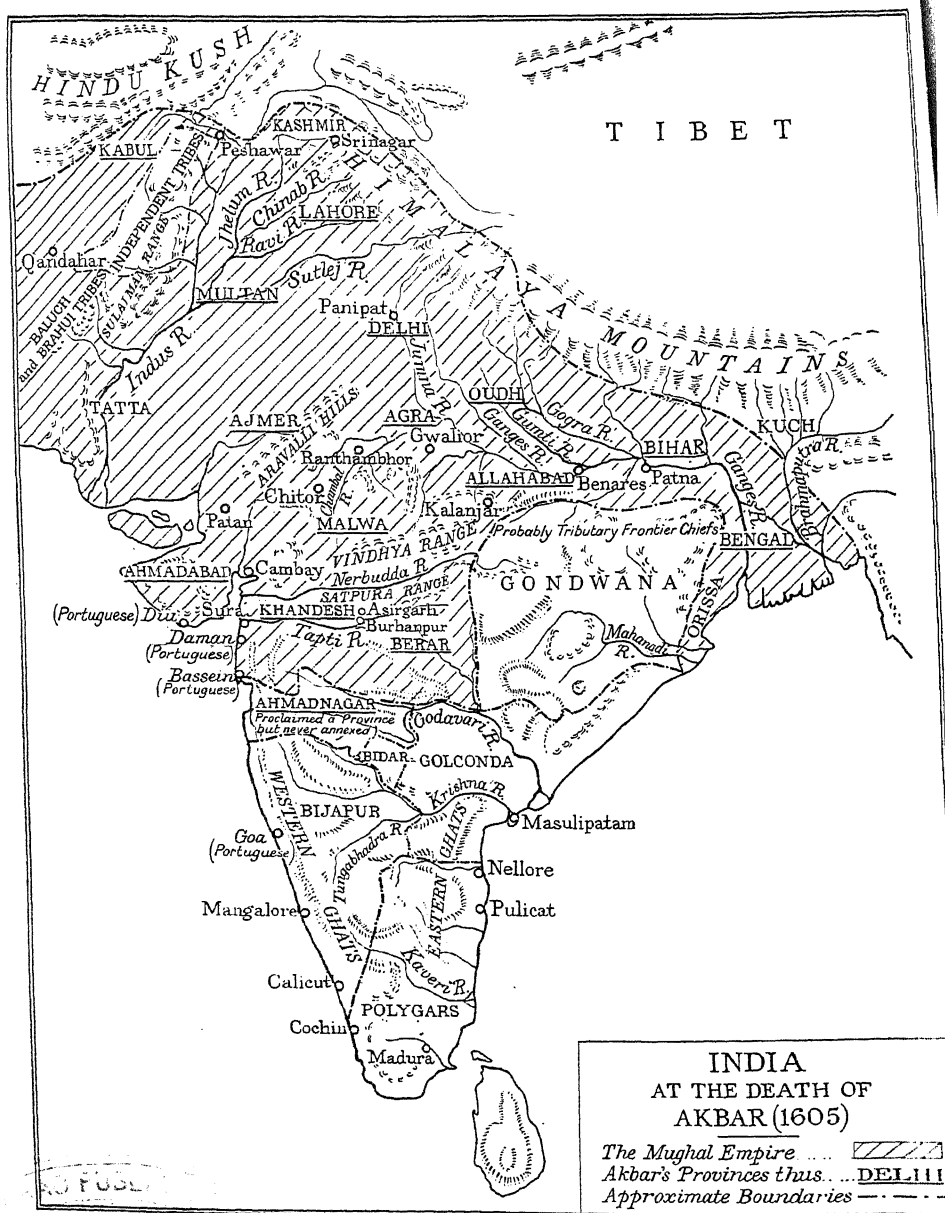 HINDU KUSH
TIBET
KASHMIR
KABUL
Peshawar
Srinagar
INDEPENDENT TRIBES
Jhelum R.
Chinab R.
LAHORE
Ravi R.
HIMALAYA MOUNTAINS
Qandahar
SULAIMAN RANGE
BALUCH
and BRAHUI TRIBES
MULTAN
Sutlej R.
Panipat
DELHI
Indus R.
Jumna R.
TATTA
OUDH
AJMER
ARAVALLI HILLS
AGRA
Gwalior
Ganges R.
Gumti R.
Gogra R.
BIHAR
KUCH
Brahmaputra R.
Ranthambhor
Chitor
Chambal R.
ALLAHABAD
Benares
Patna
Ganges R.
Kalanjar
Patan
MALWA
(Probably Tributary Frontier Chiefs)
BENGAL
VINDHYA RANGE
AHMADABAD
Cambay
Nerbudda R.
GONDWANA
SATPURA RANGE
(Portuguese) Diu
Sura
KHANDESH
Asirgarh
Burhanpur
ORISSA
Daman
(Portuguese)
Tapti R.
BERAR
Mahanadi
R.
Bassein
(Portuguese)
AHMADNAGAR
(Proclaimed a Province
but never annexed)
Godavari R.
BIDAR
GOLCONDA
WESTERN GHATS
BIJAPUR
Krishna R.
Masulipatam
Goa
(Portuguese)
Tungabhadra R.
EASTERN GHATS
Nellore
Mangalore
Pulicat
Calicut
Kaveri R.
POLYGARS
Cochin
Madura
INDIA
AT THE DEATH OF
AKBAR (1605)
The Mughal Empire .. ..
Akbar's Provinces thus.. ..DELHI
Approximate Boundaries